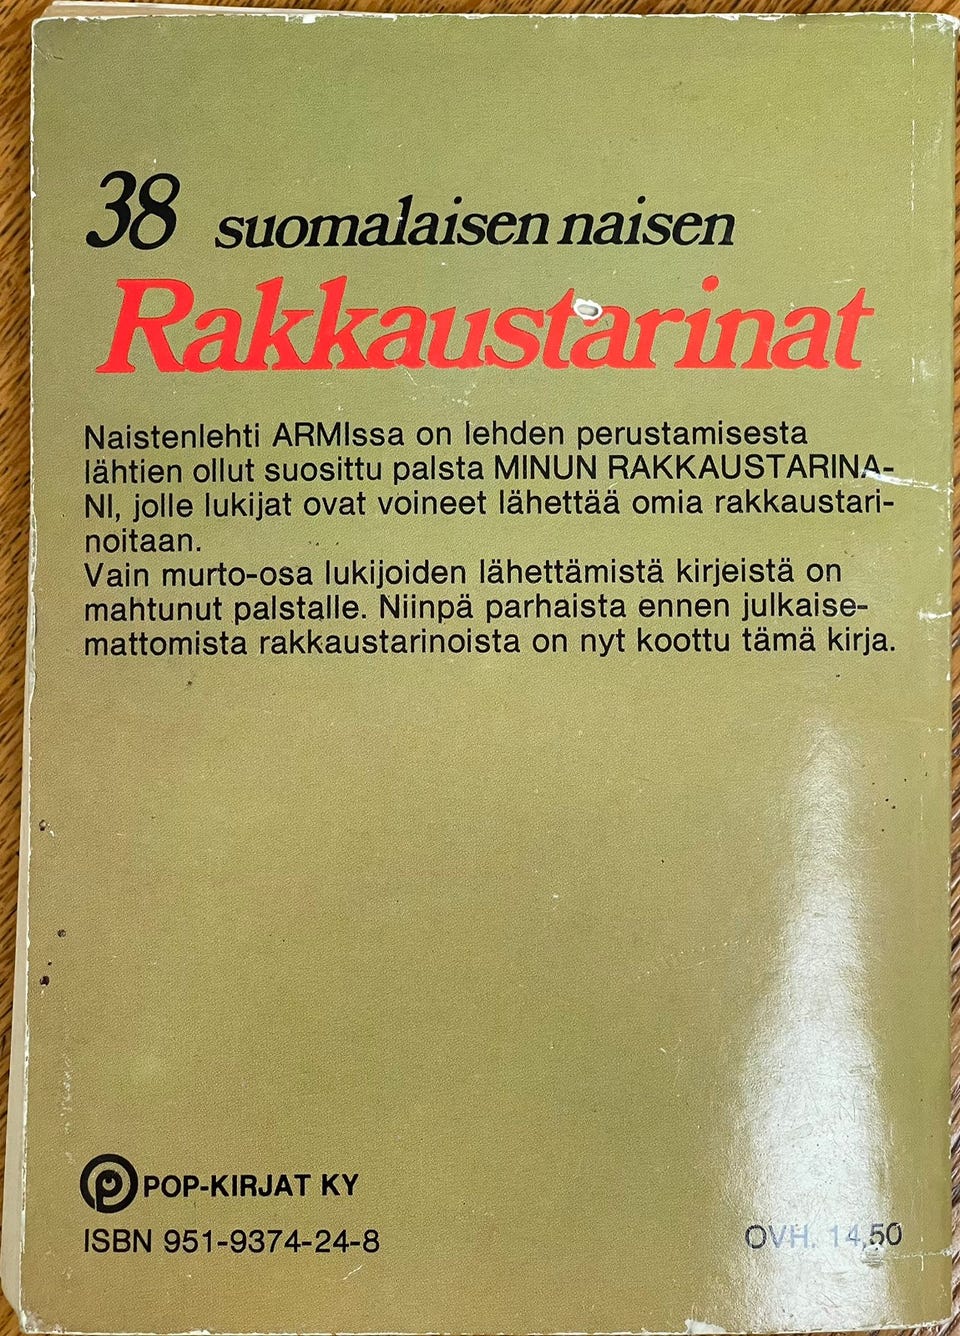 38 suomalaisen naisen
Rakkaustarinat
Naistenlehti ARMIssa on lehden perustamisesta
lähtien ollut suosittu palsta MINUN RAKKAUSTARINA-
NI, jolle lukijat ovat voineet lähettää omia rakkaustari-
noitaan.
Vain murto-osa lukijoiden lähettämistä kirjeistä on
mahtunut palstalle. Niinpä parhaista ennen julkaise-
mattomista rakkaustarinoista on nyt koottu tämä kirja.
POP-KIRJAT KY
ISBN 951-9374-24-8
OVH. 14,50